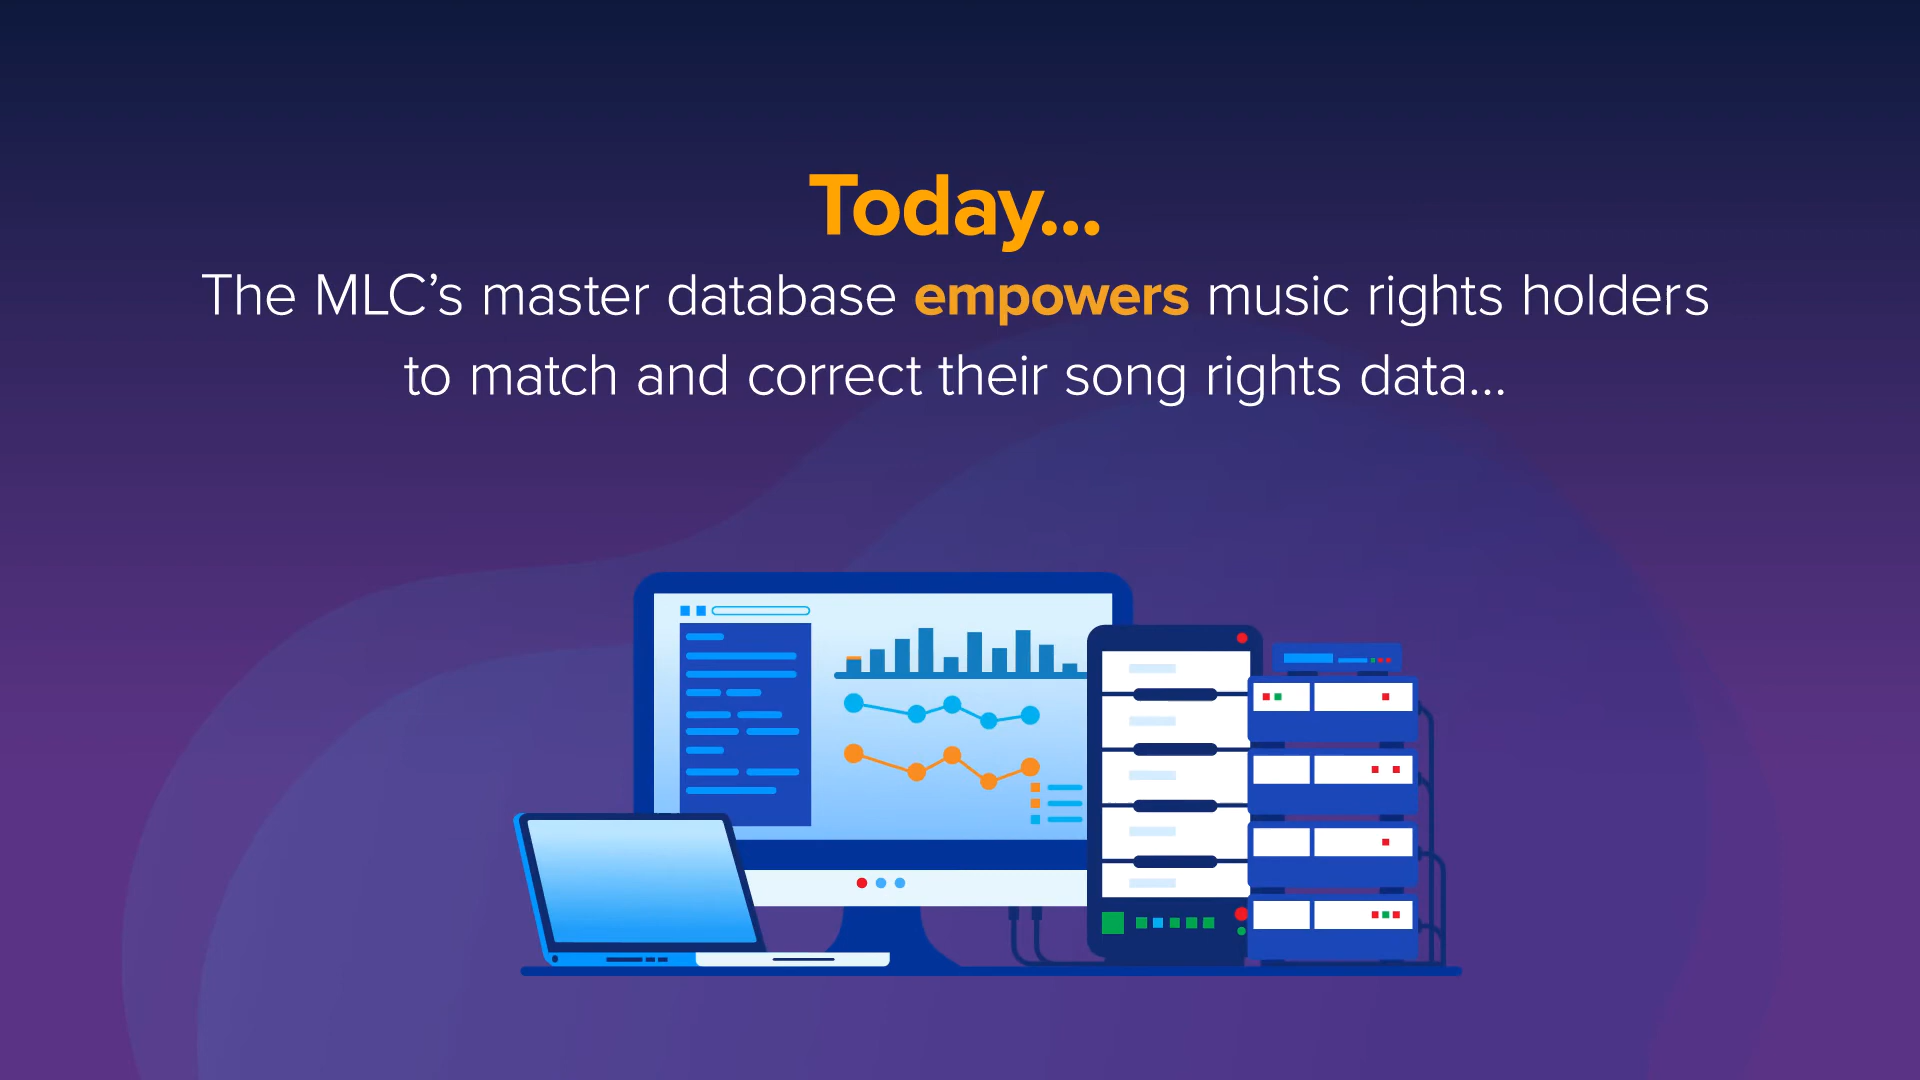 Today...
The MLC’s master database empowers music rights holders
to match and correct their song rights data...